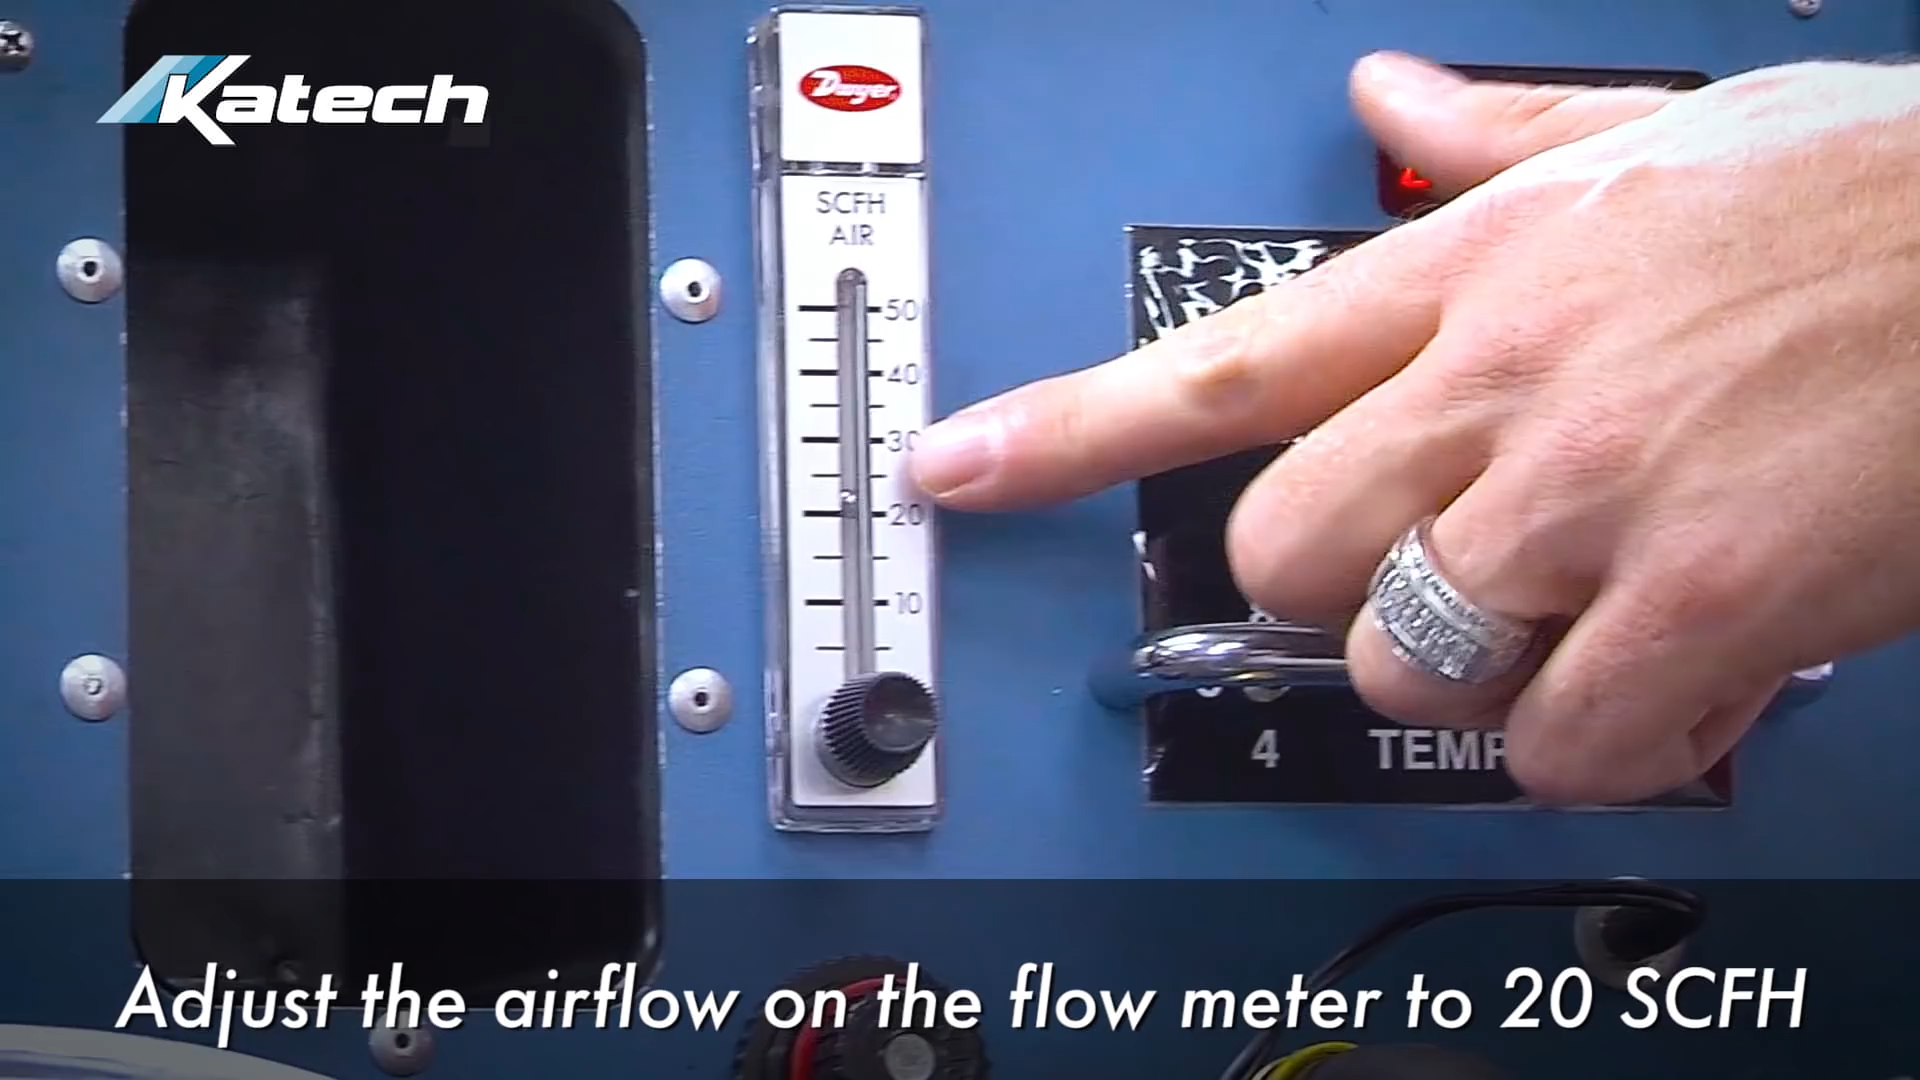 Katech
Dwyer
SCFH
AIR
50
40
30
20
10
4 TEMP
Adjust the airflow on the flow meter to 20 SCFH